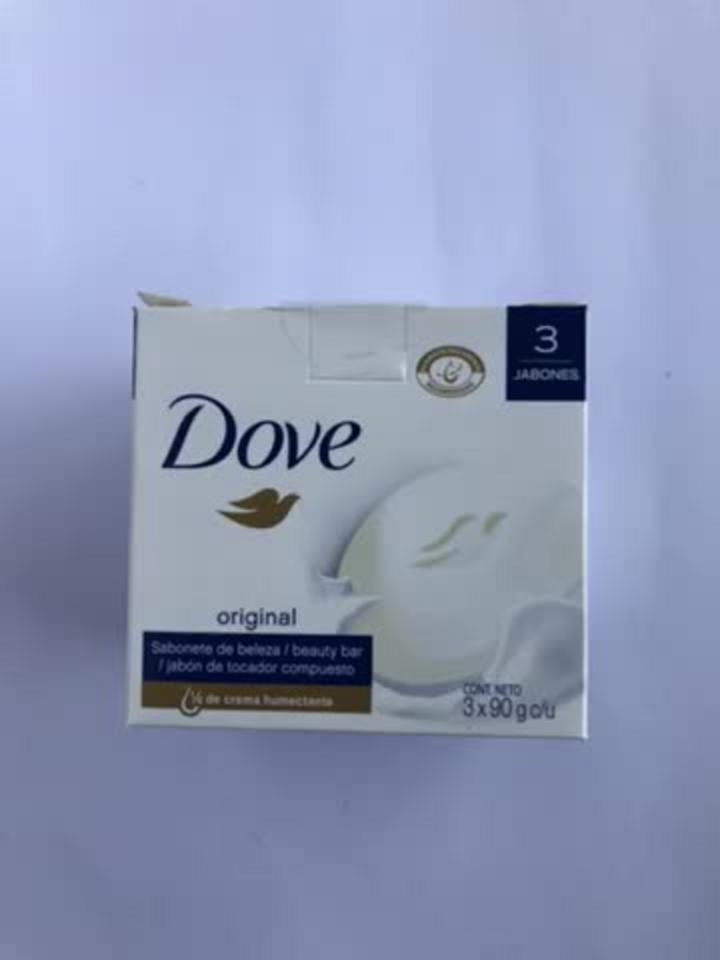 3
JABONES
Dove
original
Sabonete de beleza / beauty bar
/ jabón de tocador compuesto
¼ de crema humectante
CONT. NETO
3 x 90 g c/u